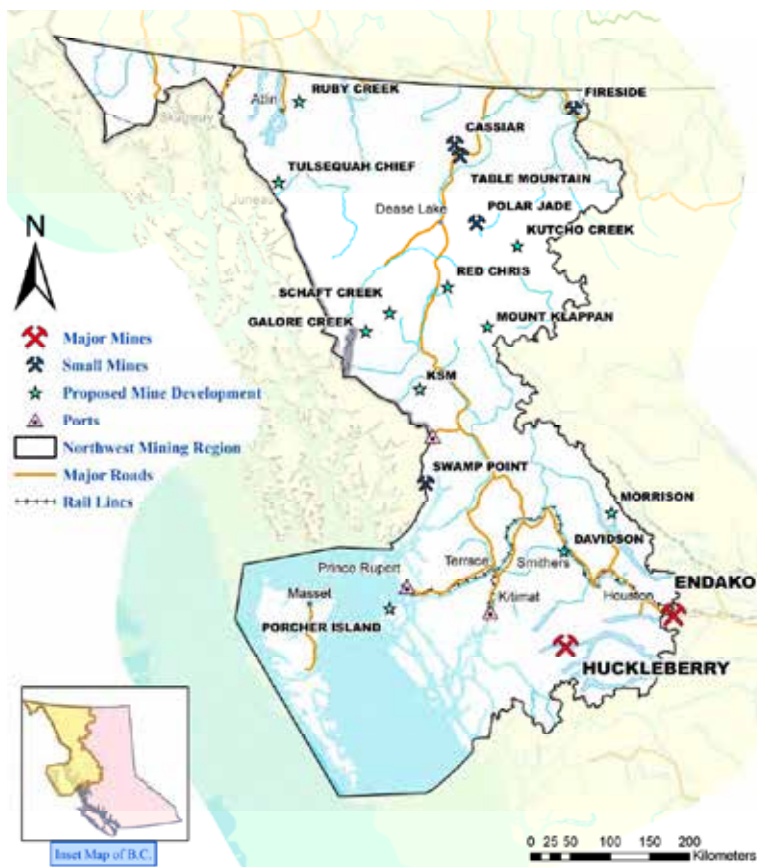 RUBY CREEK
Atlin
FIRESIDE
Skagway
CASSIAR
TULSEQUAH CHIEF
TABLE MOUNTAIN
Juneau
Dease Lake
POLAR JADE
KUTCHO CREEK
N
RED CHRIS
SCHAFT CREEK
GALORE CREEK
MOUNT KLAPPAN
Major Mines
Small Mines
KSM
Proposed Mine Development
Ports
Northwest Mining Region
SWAMP POINT
Major Roads
MORRISON
Rail Lines
DAVIDSON
Terrace
Smithers
Prince Rupert
ENDAKO
Masset
Kitimat
Houston
PORCHER ISLAND
HUCKLEBERRY
Inset Map of B.C.
0 25 50 100 150 200
Kilometers